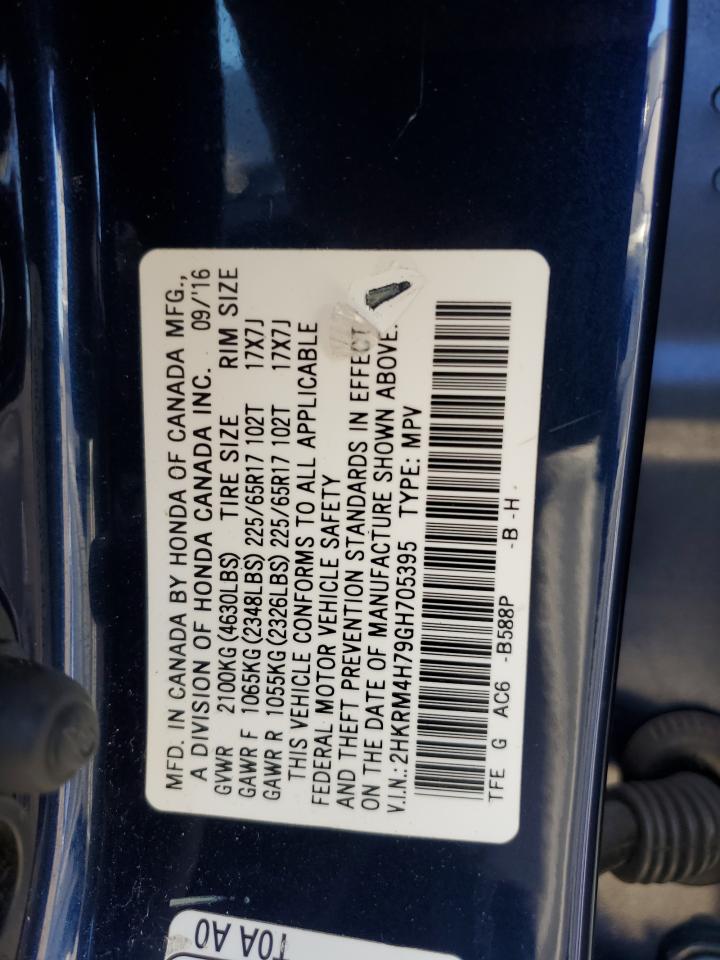 MFD. IN CANADA BY HONDA OF CANADA MFG.,
A DIVISION OF HONDA CANADA INC. 09/'16
GVWR 2100KG (4630LBS) TIRE SIZE RIM SIZE
GAWR F 1065KG (2348LBS) 225/65R17 102T 17X7J
GAWR R 1055KG (2326LBS) 225/65R17 102T 17X7J
THIS VEHICLE CONFORMS TO ALL APPLICABLE
FEDERAL MOTOR VEHICLE SAFETY
AND THEFT PREVENTION STANDARDS IN EFFECT
ON THE DATE OF MANUFACTURE SHOWN ABOVE.
V.I.N.: 2HKRM4H79GH705395 TYPE: MPV
TFE G AC6 -B588P -B -H
TOA AO